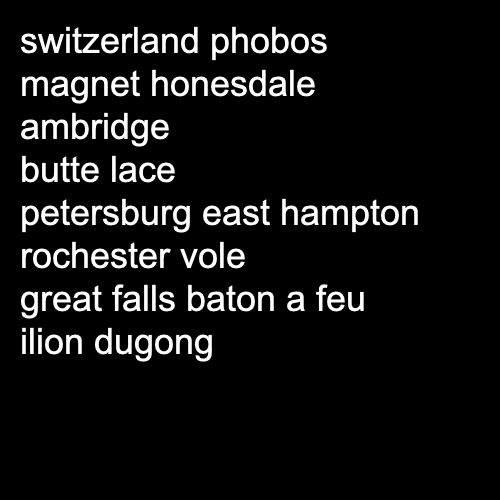 switzerland phobos
magnet honesdale
ambridge
butte lace
petersburg east hampton
rochester vole
great falls baton a feu
ilion dugong